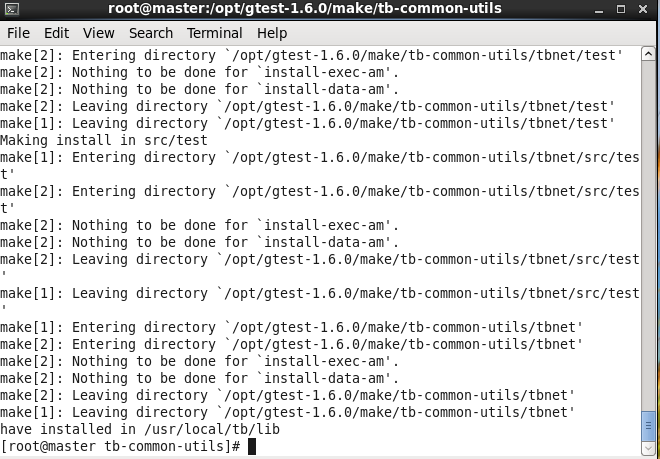 root@master:/opt/gtest-1.6.0/make/tb-common-utils
File Edit View Search Terminal Help
make[2]: Entering directory `/opt/gtest-1.6.0/make/tb-common-utils/tbnet/test'
make[2]: Nothing to be done for `install-exec-am'.
make[2]: Nothing to be done for `install-data-am'.
make[2]: Leaving directory `/opt/gtest-1.6.0/make/tb-common-utils/tbnet/test'
make[1]: Leaving directory `/opt/gtest-1.6.0/make/tb-common-utils/tbnet/test'
Making install in src/test
make[1]: Entering directory `/opt/gtest-1.6.0/make/tb-common-utils/tbnet/src/tes
t'
make[2]: Entering directory `/opt/gtest-1.6.0/make/tb-common-utils/tbnet/src/tes
t'
make[2]: Nothing to be done for `install-exec-am'.
make[2]: Nothing to be done for `install-data-am'.
make[2]: Leaving directory `/opt/gtest-1.6.0/make/tb-common-utils/tbnet/src/test
'
make[1]: Leaving directory `/opt/gtest-1.6.0/make/tb-common-utils/tbnet/src/test
'
make[1]: Entering directory `/opt/gtest-1.6.0/make/tb-common-utils/tbnet'
make[2]: Entering directory `/opt/gtest-1.6.0/make/tb-common-utils/tbnet'
make[2]: Nothing to be done for `install-exec-am'.
make[2]: Nothing to be done for `install-data-am'.
make[2]: Leaving directory `/opt/gtest-1.6.0/make/tb-common-utils/tbnet'
make[1]: Leaving directory `/opt/gtest-1.6.0/make/tb-common-utils/tbnet'
have installed in /usr/local/tb/lib
[root@master tb-common-utils]#